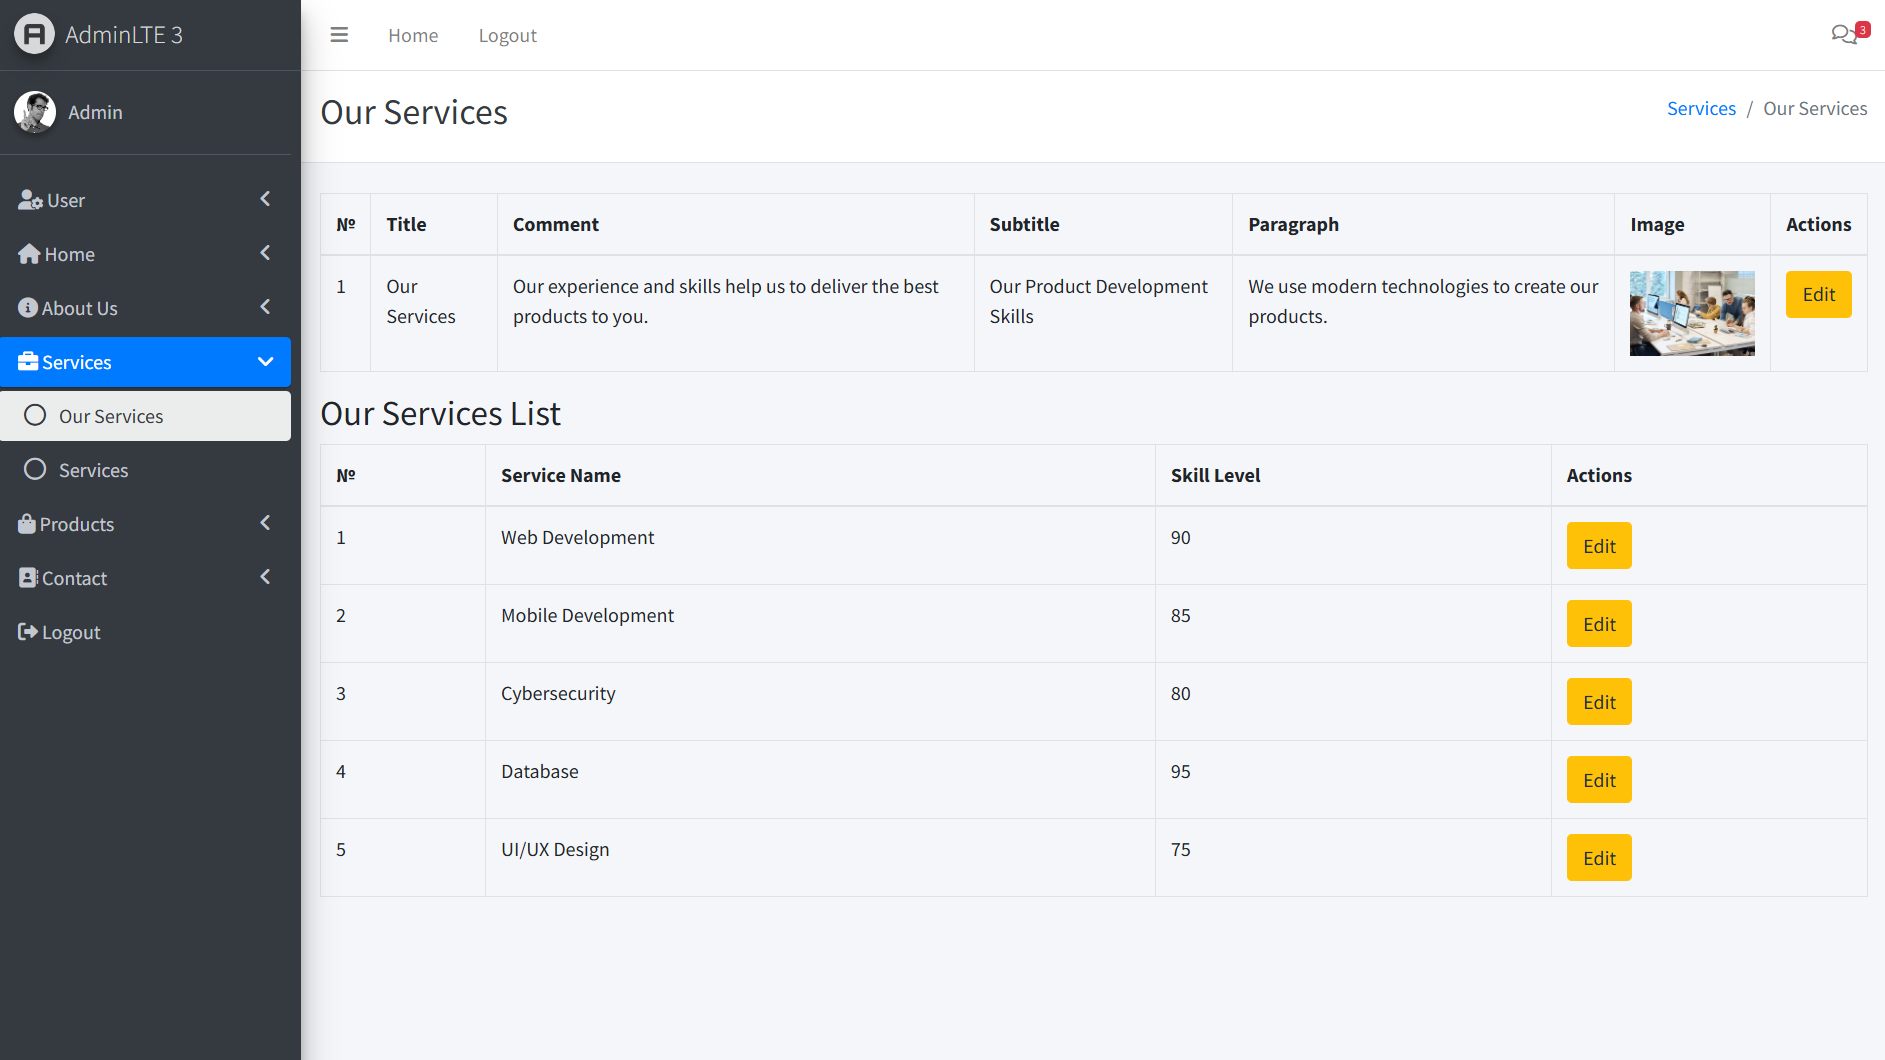 AdminLTE 3
Home
Logout
3
Admin
Our Services
Services / Our Services
User
Home
About Us
Services
Our Services
Services
Products
Contact
Logout
№ Title Comment Subtitle Paragraph Image Actions
1 Our Our experience and skills help us to deliver the best Our Product Development We use modern technologies to create our Edit
Services products to you. Skills products.
Our Services List
№ Service Name Skill Level Actions
1 Web Development 90 Edit
2 Mobile Development 85 Edit
3 Cybersecurity 80 Edit
4 Database 95 Edit
5 UI/UX Design 75 Edit